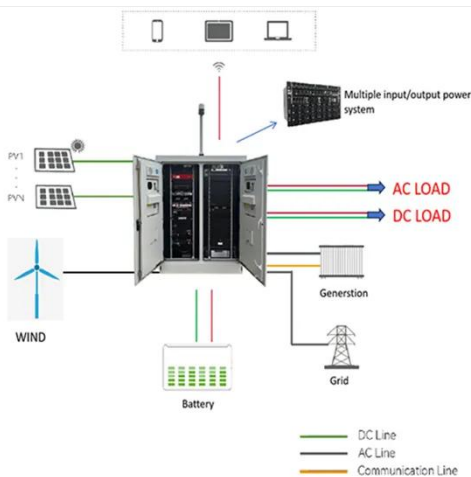 Multiple input/output power
system
PV1
PVN
AC LOAD
DC LOAD
WIND
Generstion
Battery
Grid
DC Line
AC Line
Communication Line